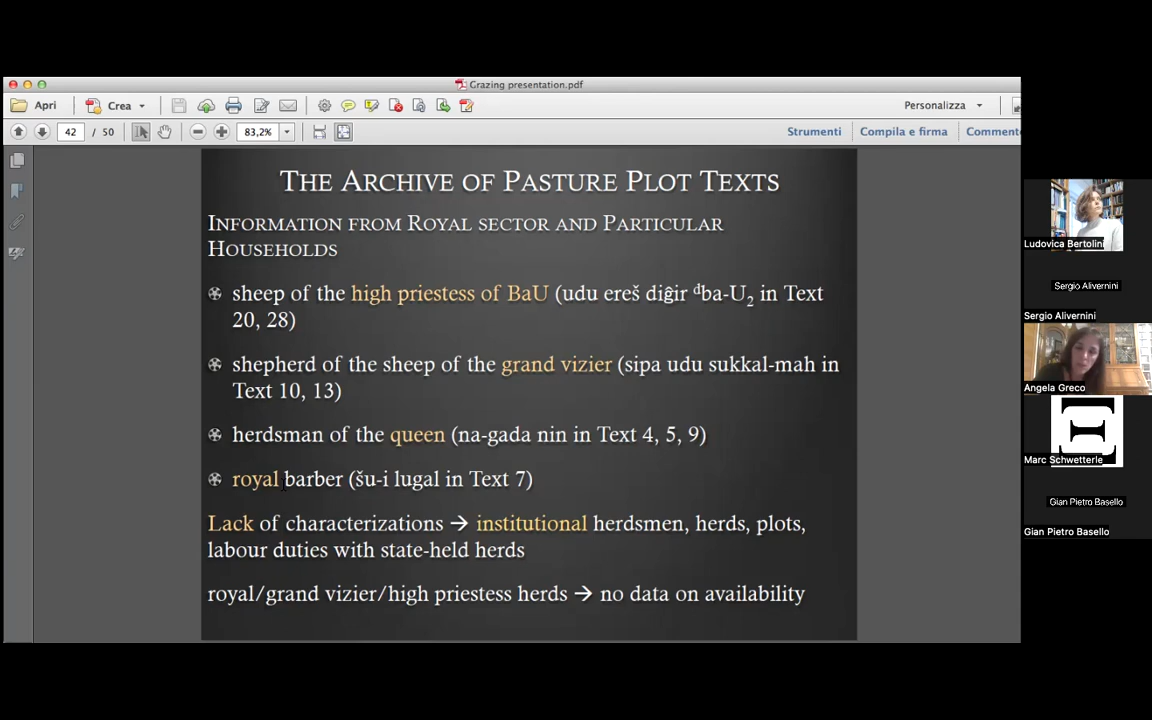 Grazing presentation.pdf
Apri
Crea
Personalizza
42 / 50
83,2%
Strumenti
Compila e firma
Comment
THE ARCHIVE OF PASTURE PLOT TEXTS
INFORMATION FROM ROYAL SECTOR AND PARTICULAR
HOUSEHOLDS
sheep of the high priestess of BaU (udu ereš diĝir ᵈba-U₂ in Text
20, 28)
shepherd of the sheep of the grand vizier (sipa udu sukkal-mah in
Text 10, 13)
herdsman of the queen (na-gada nin in Text 4, 5, 9)
royal barber (šu-i lugal in Text 7)
Lack of characterizations → institutional herdsmen, herds, plots,
labour duties with state-held herds
royal/grand vizier/high priestess herds → no data on availability
Ludovica Bertolini
Sergio Alivernini
Sergio Alivernini
Angela Greco
Marc Schwetterle
Gian Pietro Basello
Gian Pietro Basello